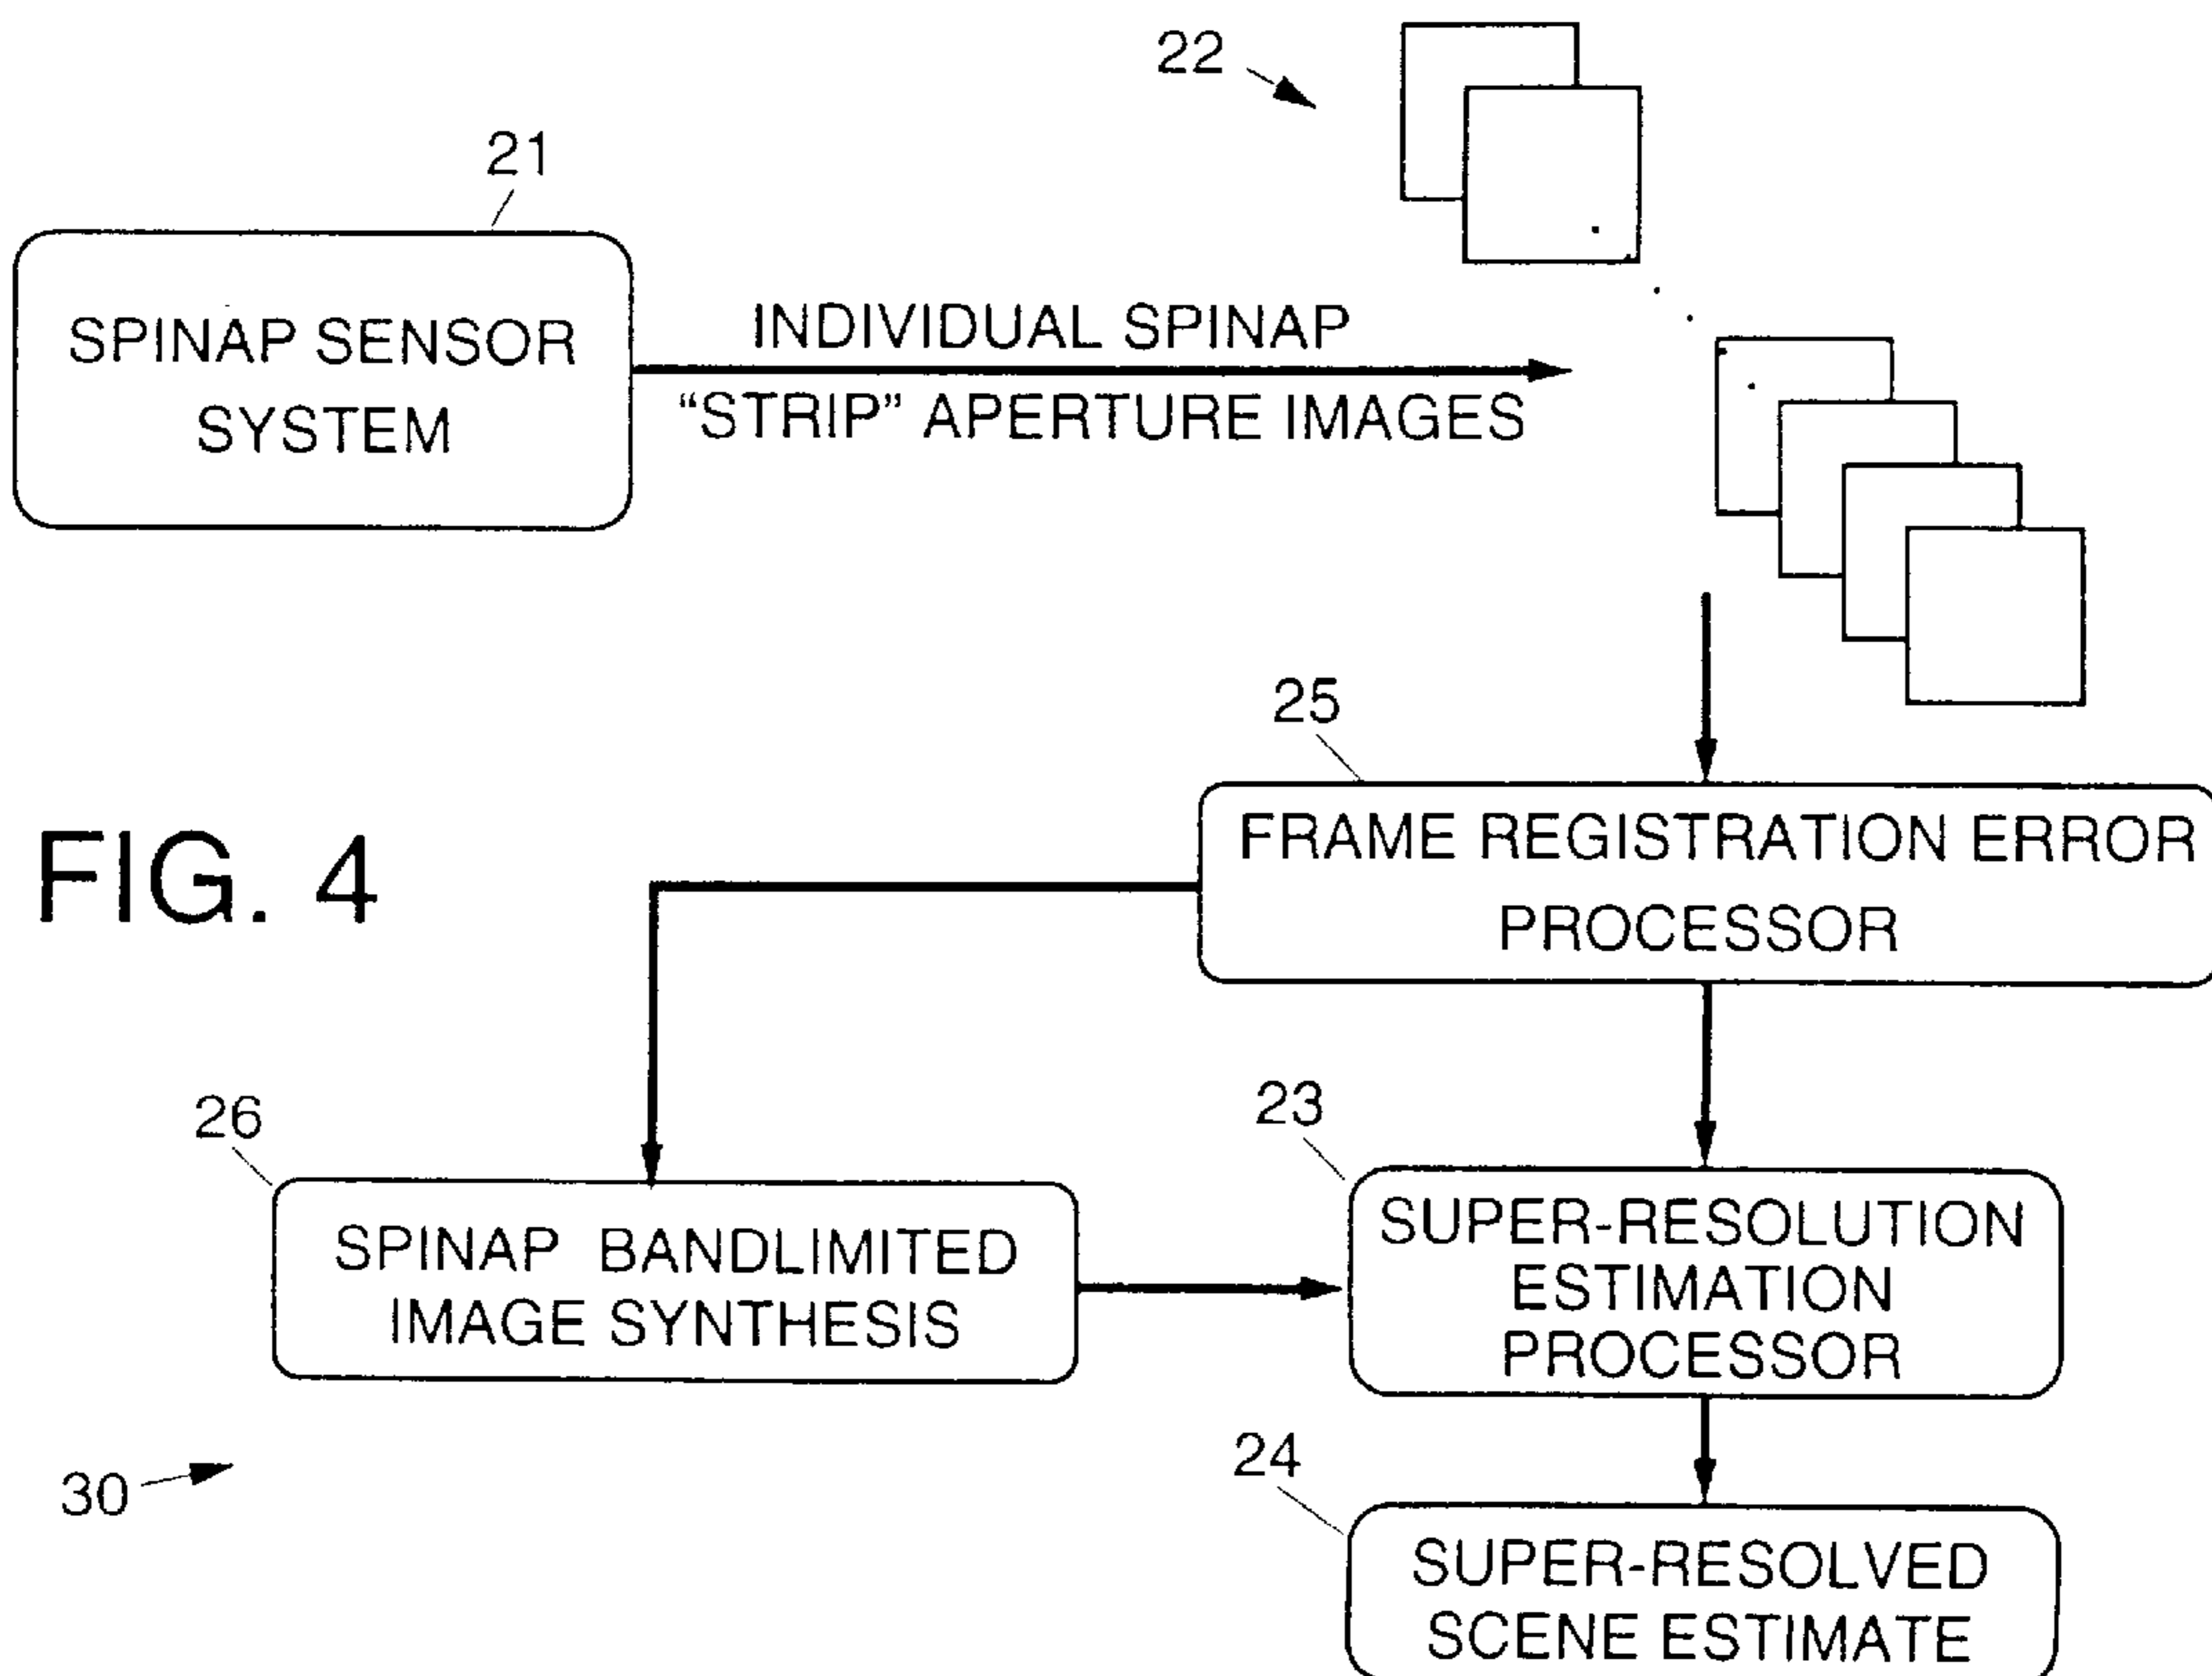 22
21
SPINAP SENSOR
SYSTEM
INDIVIDUAL SPINAP
“STRIP” APERTURE IMAGES
25
FRAME REGISTRATION ERROR
PROCESSOR
FIG. 4
26
SPINAP BANDLIMITED
IMAGE SYNTHESIS
23
SUPER-RESOLUTION
ESTIMATION
PROCESSOR
30
24
SUPER-RESOLVED
SCENE ESTIMATE